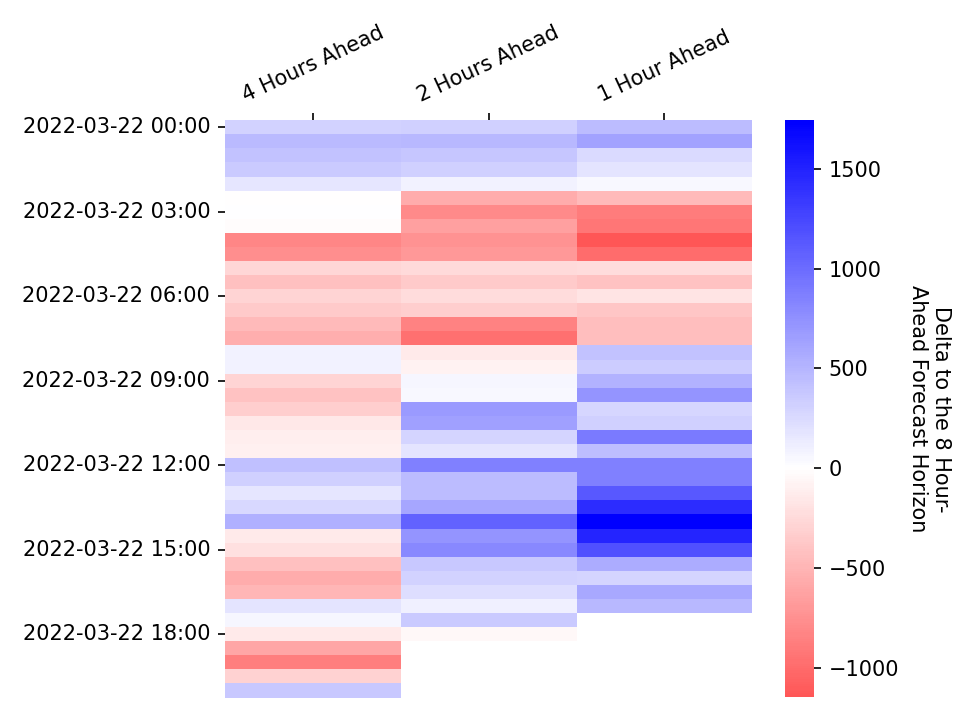 4 Hours Ahead
2 Hours Ahead
1 Hour Ahead
2022-03-22 00:00
2022-03-22 03:00
2022-03-22 06:00
2022-03-22 09:00
2022-03-22 12:00
2022-03-22 15:00
2022-03-22 18:00
1500
1000
500
0
−500
−1000
Delta to the 8 Hour-
Ahead Forecast Horizon